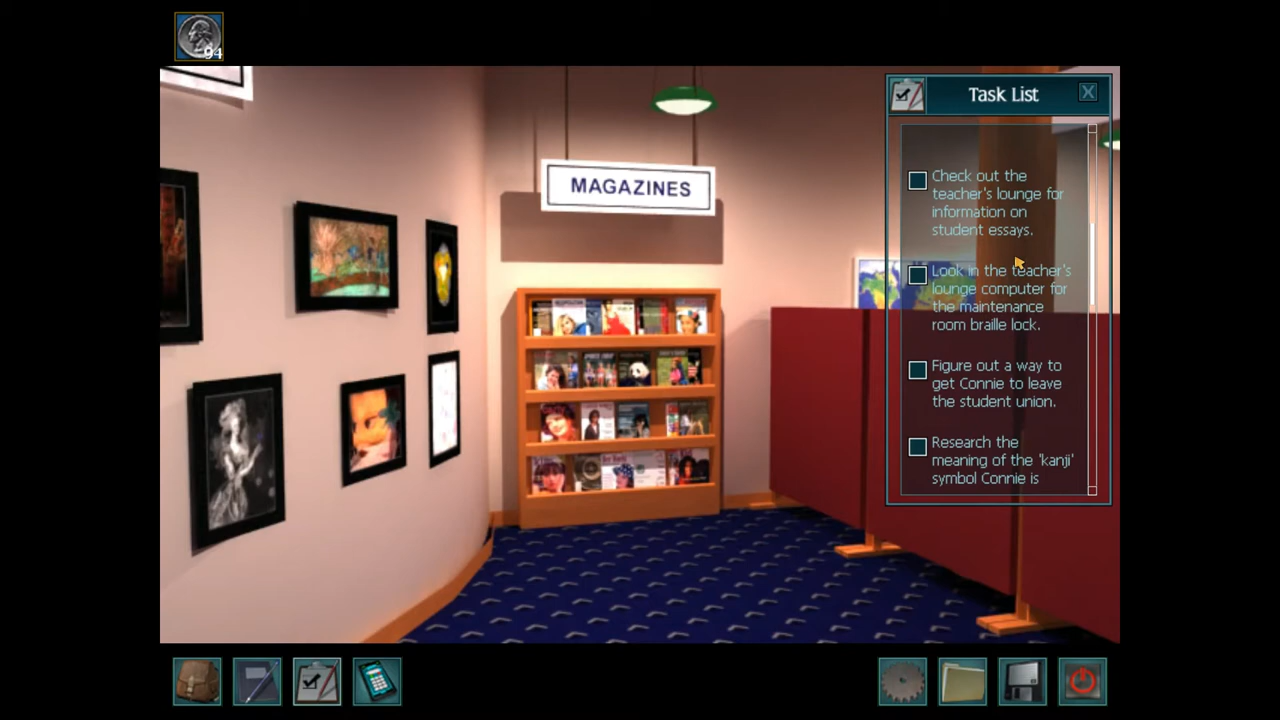 94
Task List
MAGAZINES
Check out the
teacher's lounge for
information on
student essays.
Look in the teacher's
lounge computer for
the maintenance
room braille lock.
Figure out a way to
get Connie to leave
the student union.
Research the
meaning of the 'kanji'
symbol Connie is